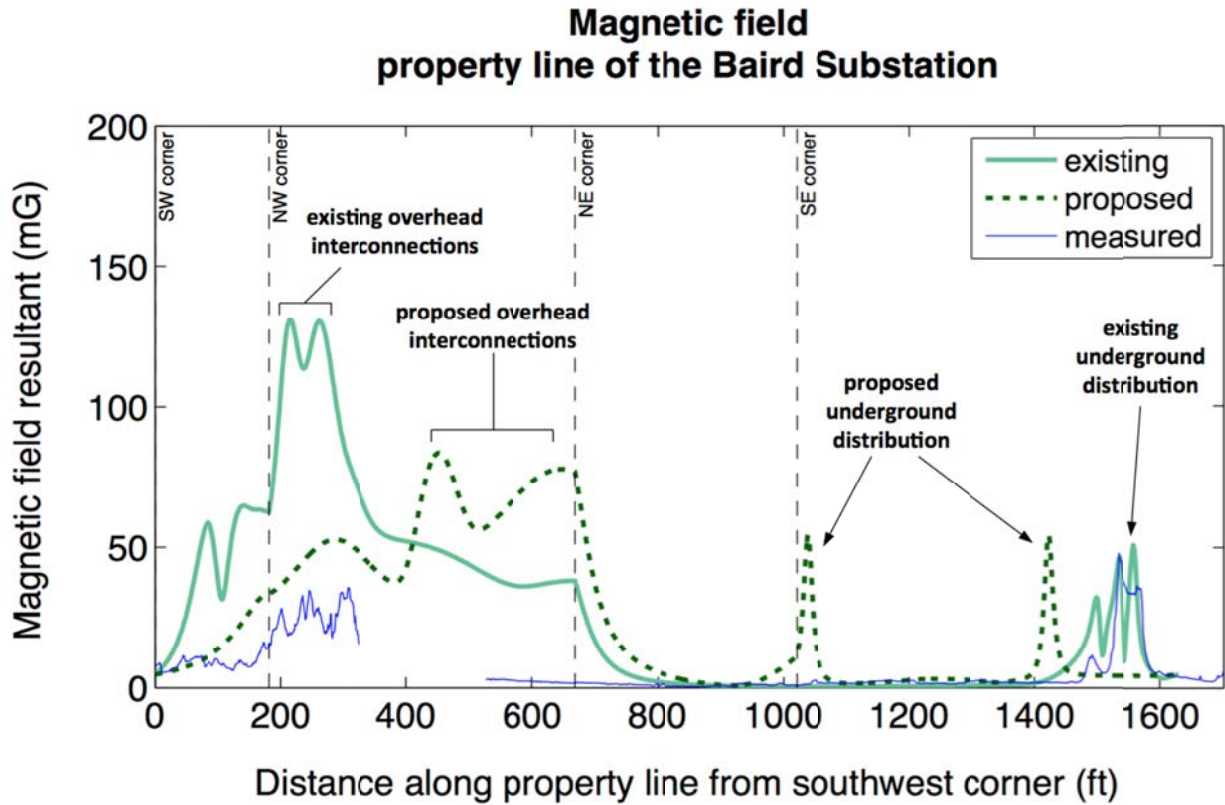 Magnetic field
property line of the Baird Substation
Magnetic field resultant (mG)
200
150
100
50
0
SW corner
NW corner
NE corner
SE corner
existing overhead
interconnections
proposed overhead
interconnections
proposed
underground
distribution
existing
underground
distribution
existing
proposed
measured
0 200 400 600 800 1000 1200 1400 1600
Distance along property line from southwest corner (ft)